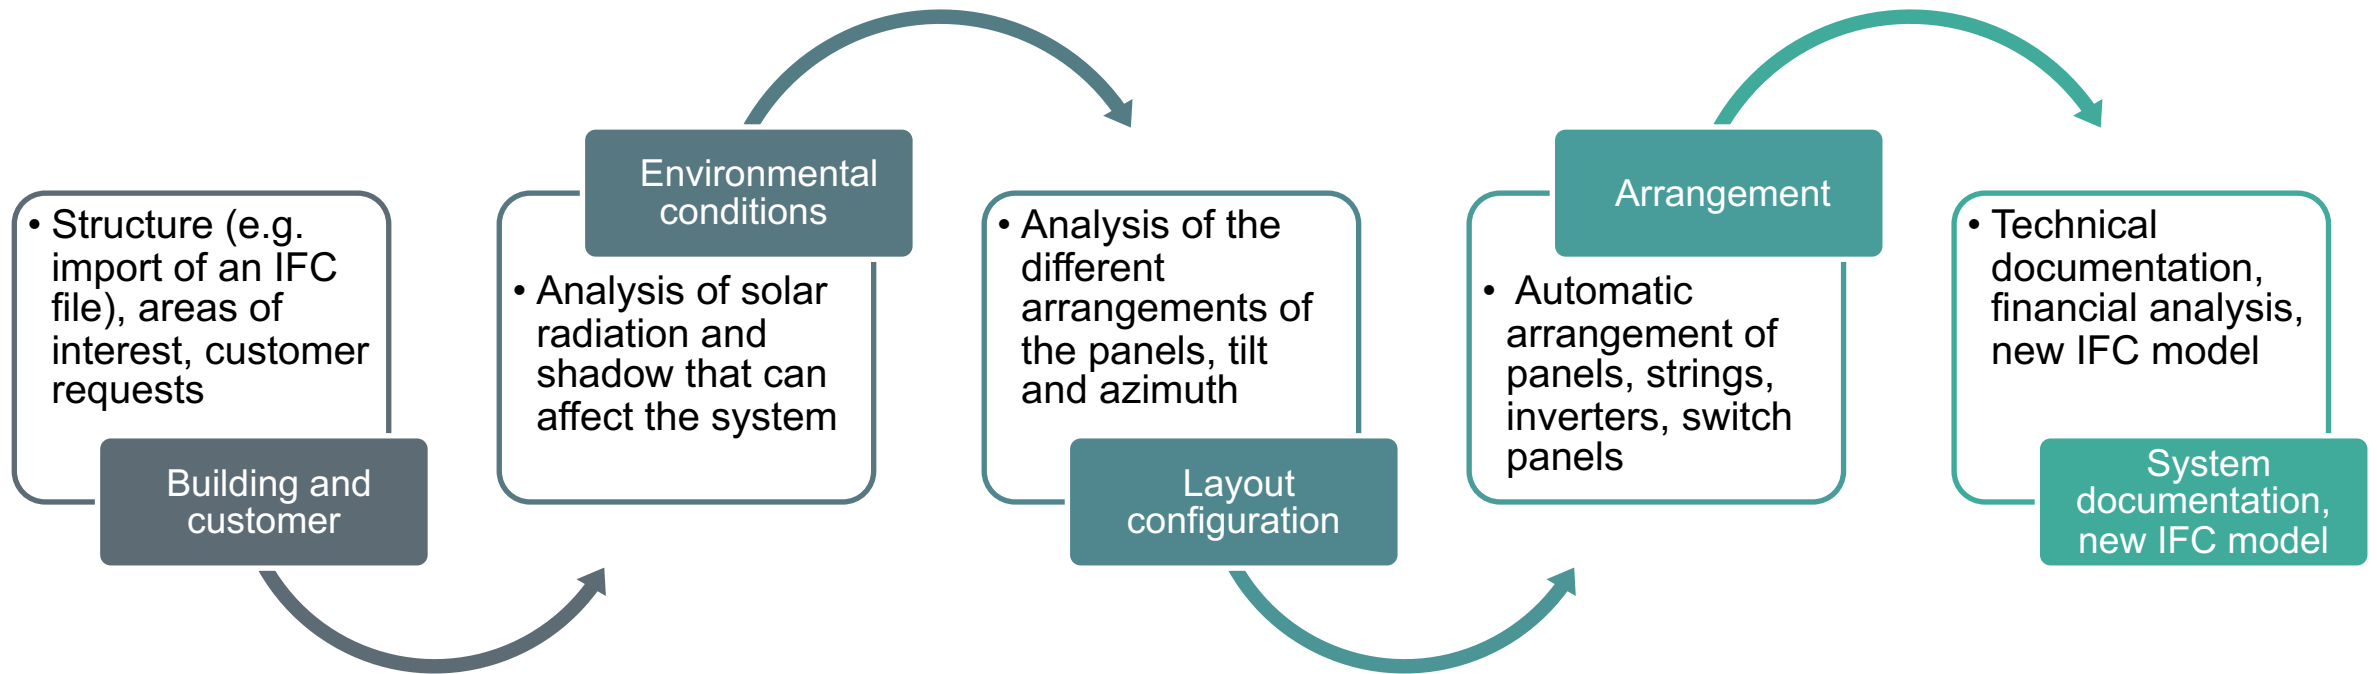 • Structure (e.g.
import of an IFC
file), areas of
interest, customer
requests
Building and
customer
Environmental
conditions
• Analysis of solar
radiation and
shadow that can
affect the system
• Analysis of the
different
arrangements of
the panels, tilt
and azimuth
Layout
configuration
Arrangement
• Automatic
arrangement of
panels, strings,
inverters, switch
panels
• Technical
documentation,
financial analysis,
new IFC model
System
documentation,
new IFC model